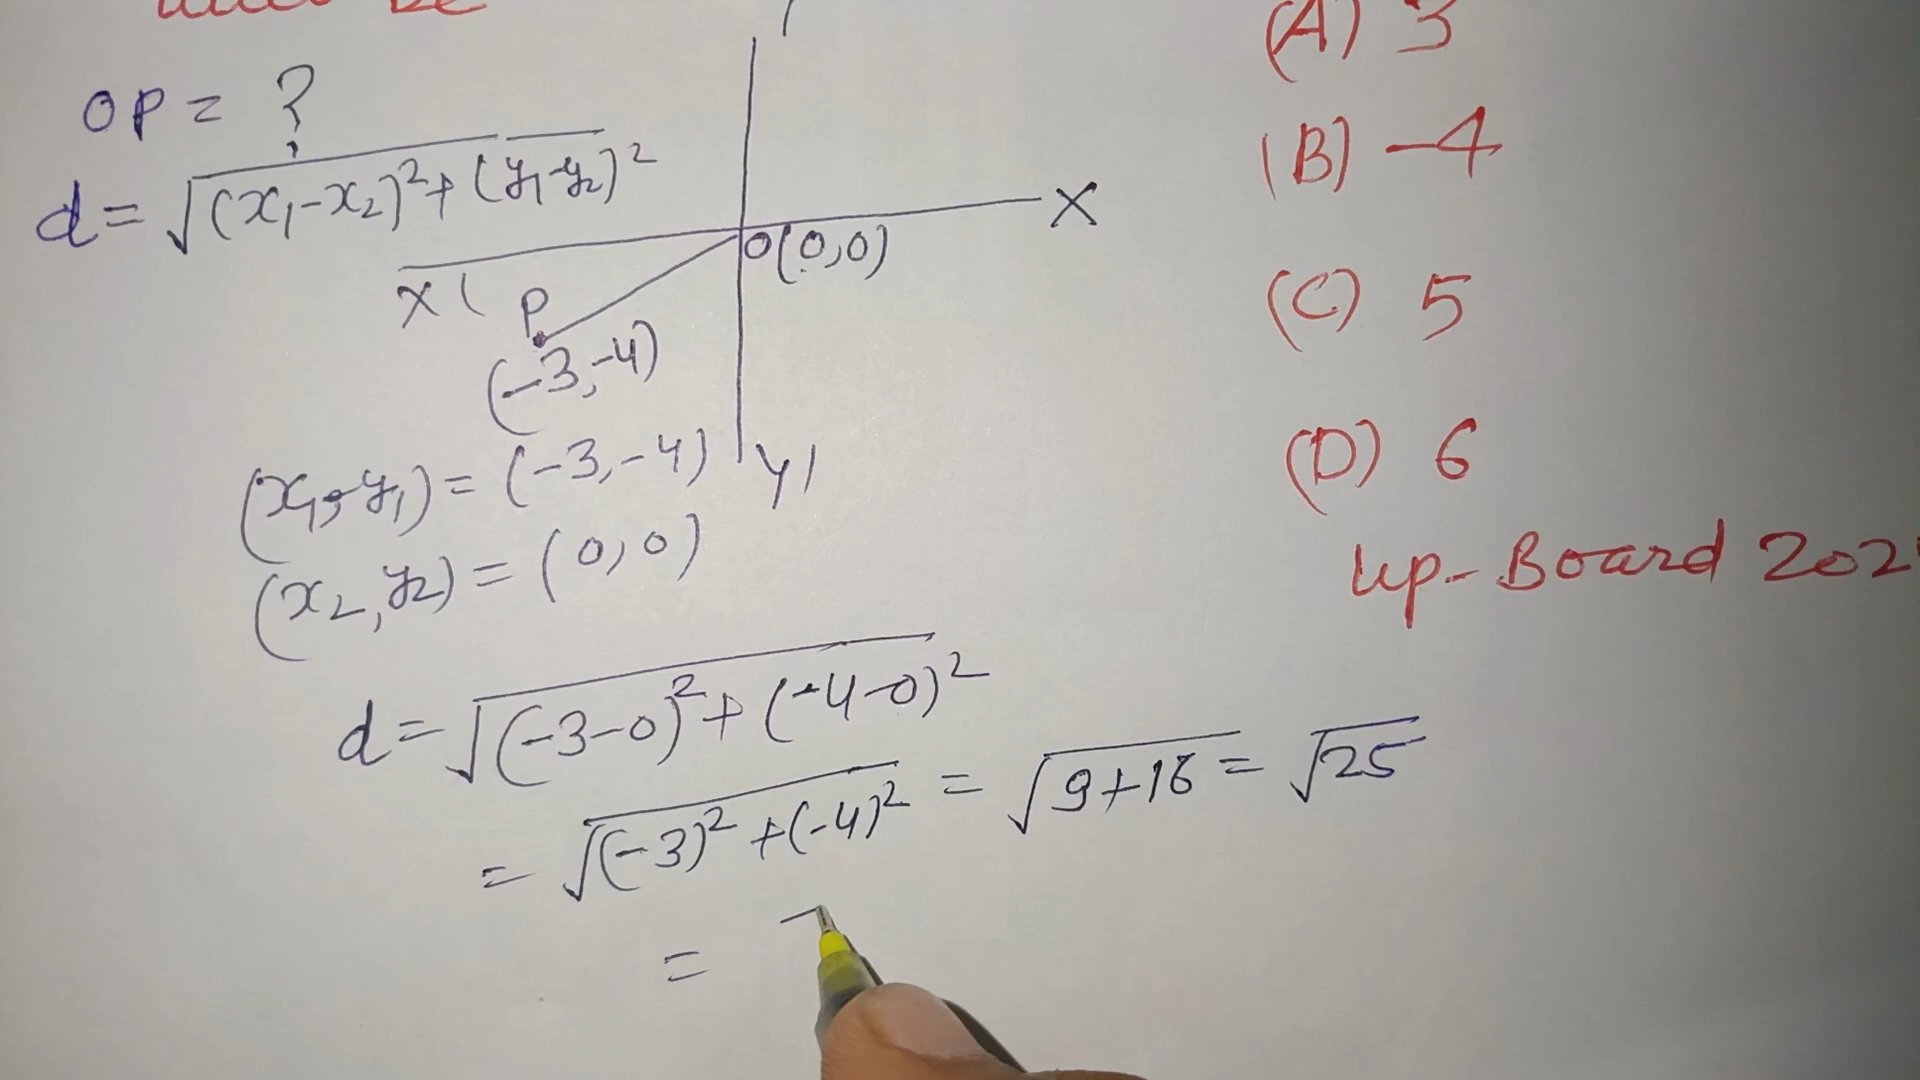 be
OP = ?
d = √(x₁-x₂)²+(y₁-y₂)²
X
O(0,0)
X'
P
(-3,-4)
(x₁,y₁) = (-3,-4)
Y'
(x₂,y₂) = (0,0)
d = √(-3-0)²+(-4-0)²
= √(-3)²+(-4)² = √9+16 = √25
=
(A) 3
(B) -4
(C) 5
(D) 6
up-Board 202